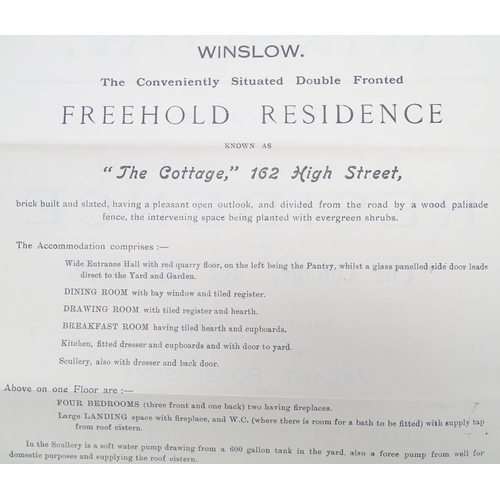 WINSLOW.
The Conveniently Situated Double Fronted
FREEHOLD RESIDENCE
KNOWN AS
"The Cottage," 162 High Street,
brick built and slated, having a pleasant open outlook, and divided from the road by a wood palisade
fence, the intervening space being planted with evergreen shrubs.
The Accommodation comprises :—
Wide Entrance Hall with red quarry floor, on the left being the Pantry, whilst a glass panelled side door leads
direct to the Yard and Garden.
DINING ROOM with bay window and tiled register.
DRAWING ROOM with tiled register and hearth.
BREAKFAST ROOM having tiled hearth and cupboards.
Kitchen, fitted dresser and cupboards and with door to yard.
Scullery, also with dresser and back door.
Above on one Floor are :—
FOUR BEDROOMS (three front and one back) two having fireplaces.
Large LANDING space with fireplace, and W.C. (where there is room for a bath to be fitted) with supply tap
from roof cistern.
In the Scullery is a soft water pump drawing from a 600 gallon tank in the yard, also a force pump from well for
domestic purposes and supplying the roof cistern.